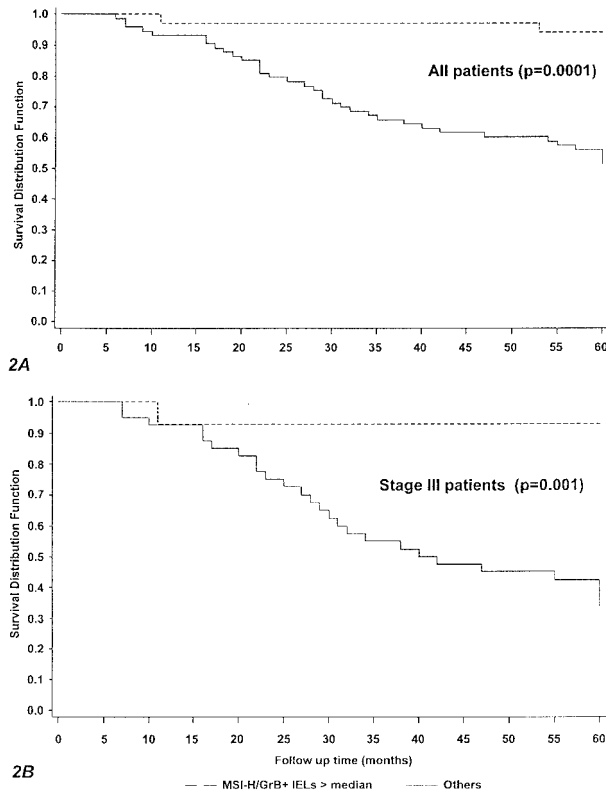 Survival Distribution Function
1.0
0.9
0.8
0.7
0.6
0.5
0.4
0.3
0.2
0.1
0.0
All patients (p=0.0001)
0 5 10 15 20 25 30 35 40 45 50 55 60
2A
Survival Distribution Function
1.0
0.9
0.8
0.7
0.6
0.5
0.4
0.3
0.2
0.1
0.0
Stage III patients (p=0.001)
0 5 10 15 20 25 30 35 40 45 50 55 60
Follow up time (months)
2B
MSI-H/GrB+ IELs > median Others